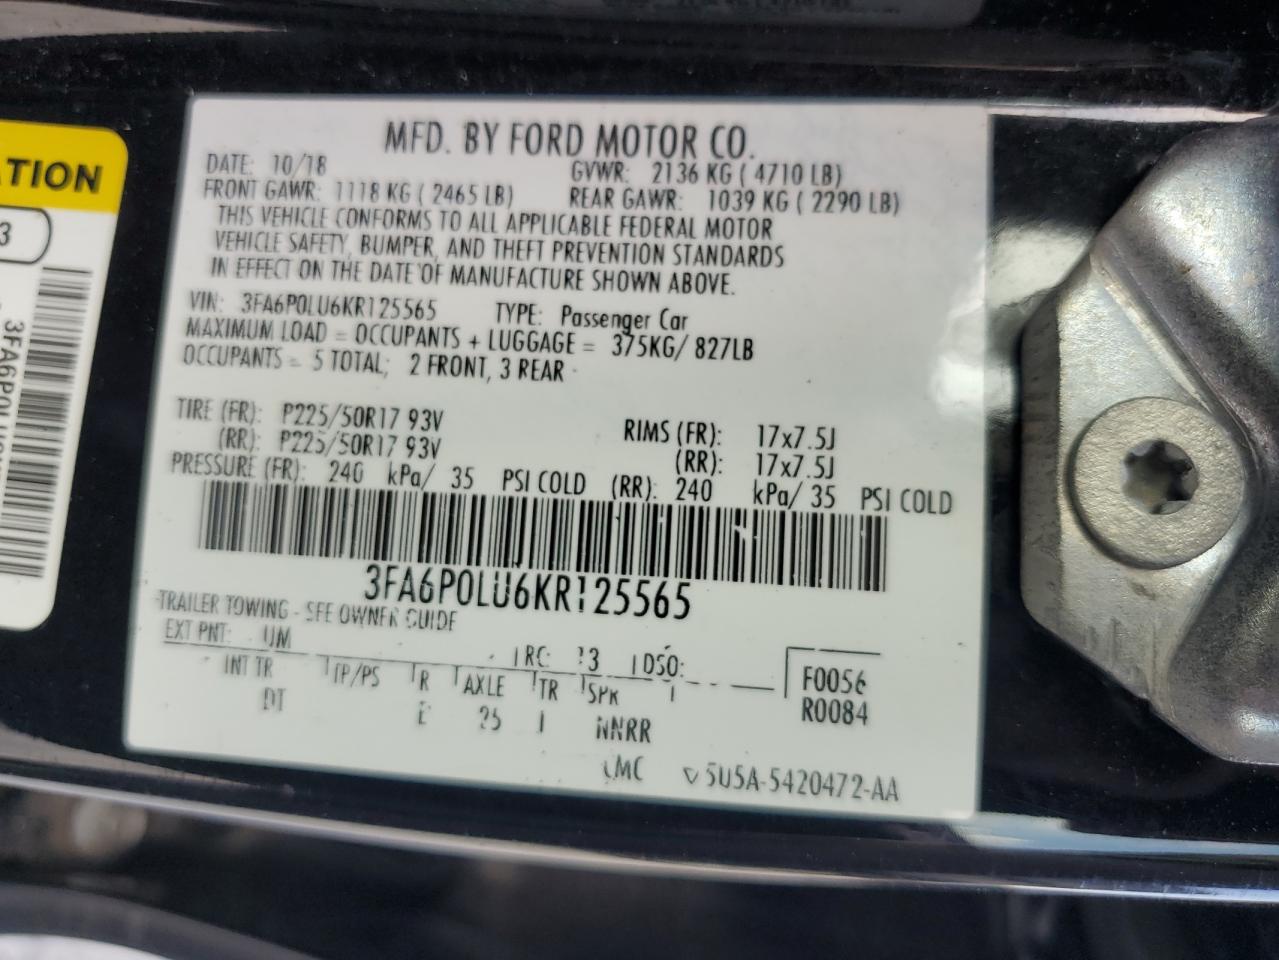 MFD. BY FORD MOTOR CO.
DATE: 10/18 GVWR: 2136 KG ( 4710 LB)
FRONT GAWR: 1118 KG ( 2465 LB) REAR GAWR: 1039 KG ( 2290 LB)
THIS VEHICLE CONFORMS TO ALL APPLICABLE FEDERAL MOTOR
VEHICLE SAFETY, BUMPER, AND THEFT PREVENTION STANDARDS
IN EFFECT ON THE DATE OF MANUFACTURE SHOWN ABOVE.
VIN: 3FA6P0LU6KR125565 TYPE: Passenger Car
MAXIMUM LOAD = OCCUPANTS + LUGGAGE = 375KG/ 827LB
OCCUPANTS = 5 TOTAL; 2 FRONT, 3 REAR
TIRE (FR): P225/50R17 93V RIMS (FR): 17x7.5J
(RR): P225/50R17 93V (RR): 17x7.5J
PRESSURE (FR): 240 kPa/ 35 PSI COLD (RR): 240 kPa/ 35 PSI COLD
3FA6P0LU6KR125565
TRAILER TOWING - SEE OWNER GUIDE
EXT PNT: UM RC: 13 DSO:
INT TR TP/PS R AXLE TR SPR F0056
DT 25 NNRR R0084
5U5A-5420472-AA
ATION
3